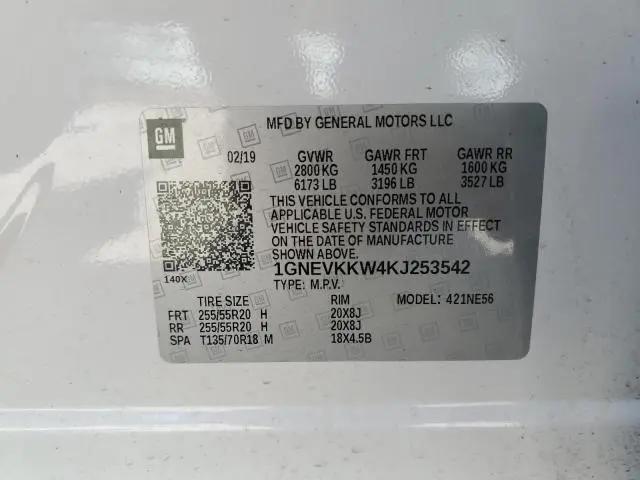 GM
MFD BY GENERAL MOTORS LLC
02/19 GVWR GAWR FRT GAWR RR
2800 KG 1450 KG 1600 KG
6173 LB 3196 LB 3527 LB
THIS VEHICLE CONFORMS TO ALL
APPLICABLE U.S. FEDERAL MOTOR
VEHICLE SAFETY STANDARDS IN EFFECT
ON THE DATE OF MANUFACTURE
SHOWN ABOVE.
140X
1GNEVKKW4KJ253542
TYPE: M.P.V.
TIRE SIZE RIM MODEL: 421NE56
FRT 255/55R20 H 20X8J
RR 255/55R20 H 20X8J
SPA T135/70R18 M 18X4.5B